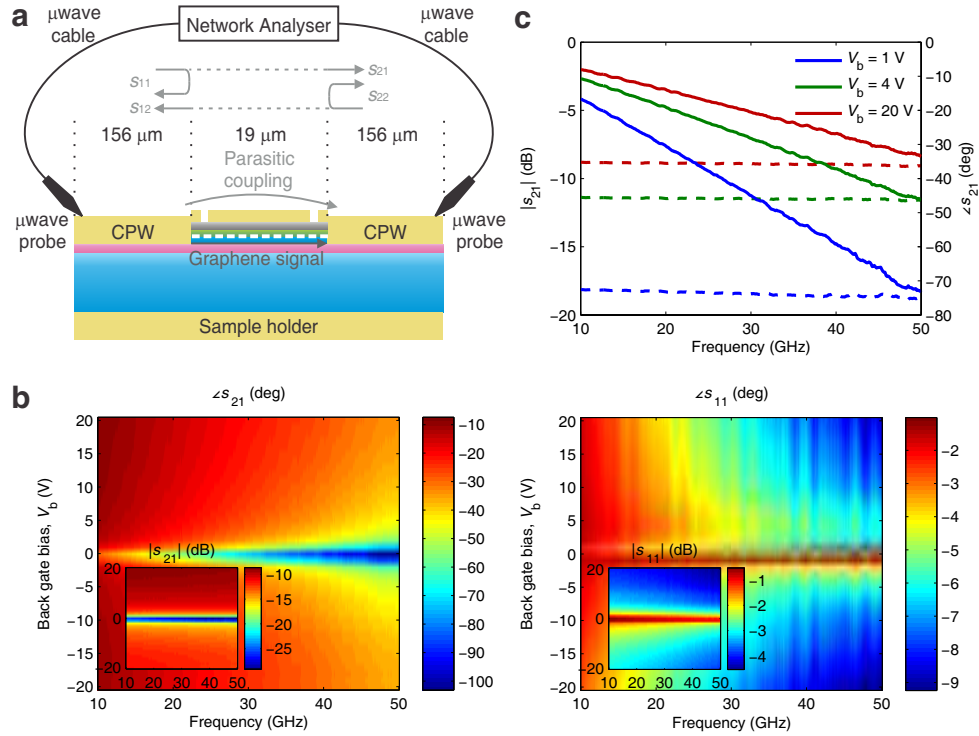 a
μwave cable
Network Analyser
μwave cable
S11
S21
S12
S22
156 μm
19 μm
156 μm
Parasitic coupling
μwave probe
CPW
CPW
μwave probe
Graphene signal
Sample holder
c
0
−5
−10
−15
−20
|s21| (dB)
Vb = 1 V
Vb = 4 V
Vb = 20 V
0
−10
−20
−30
−40
−50
−60
−70
−80
∠s21 (deg)
10
20
30
40
50
Frequency (GHz)
b
∠s21 (deg)
20
15
10
5
0
−5
−10
−15
−20
Back gate bias, Vb (V)
10
20
30
40
50
Frequency (GHz)
|s21| (dB)
20
0
20
10
20
30
40
50
−10
−15
−20
−25
−10
−20
−30
−40
−50
−60
−70
−80
−90
−100
∠s11 (deg)
20
15
10
5
0
−5
−10
−15
−20
Back gate bias, Vb (V)
10
20
30
40
50
Frequency (GHz)
|s11| (dB)
20
0
20
10
20
30
40
50
−1
−2
−3
−4
−2
−3
−4
−5
−6
−7
−8
−9